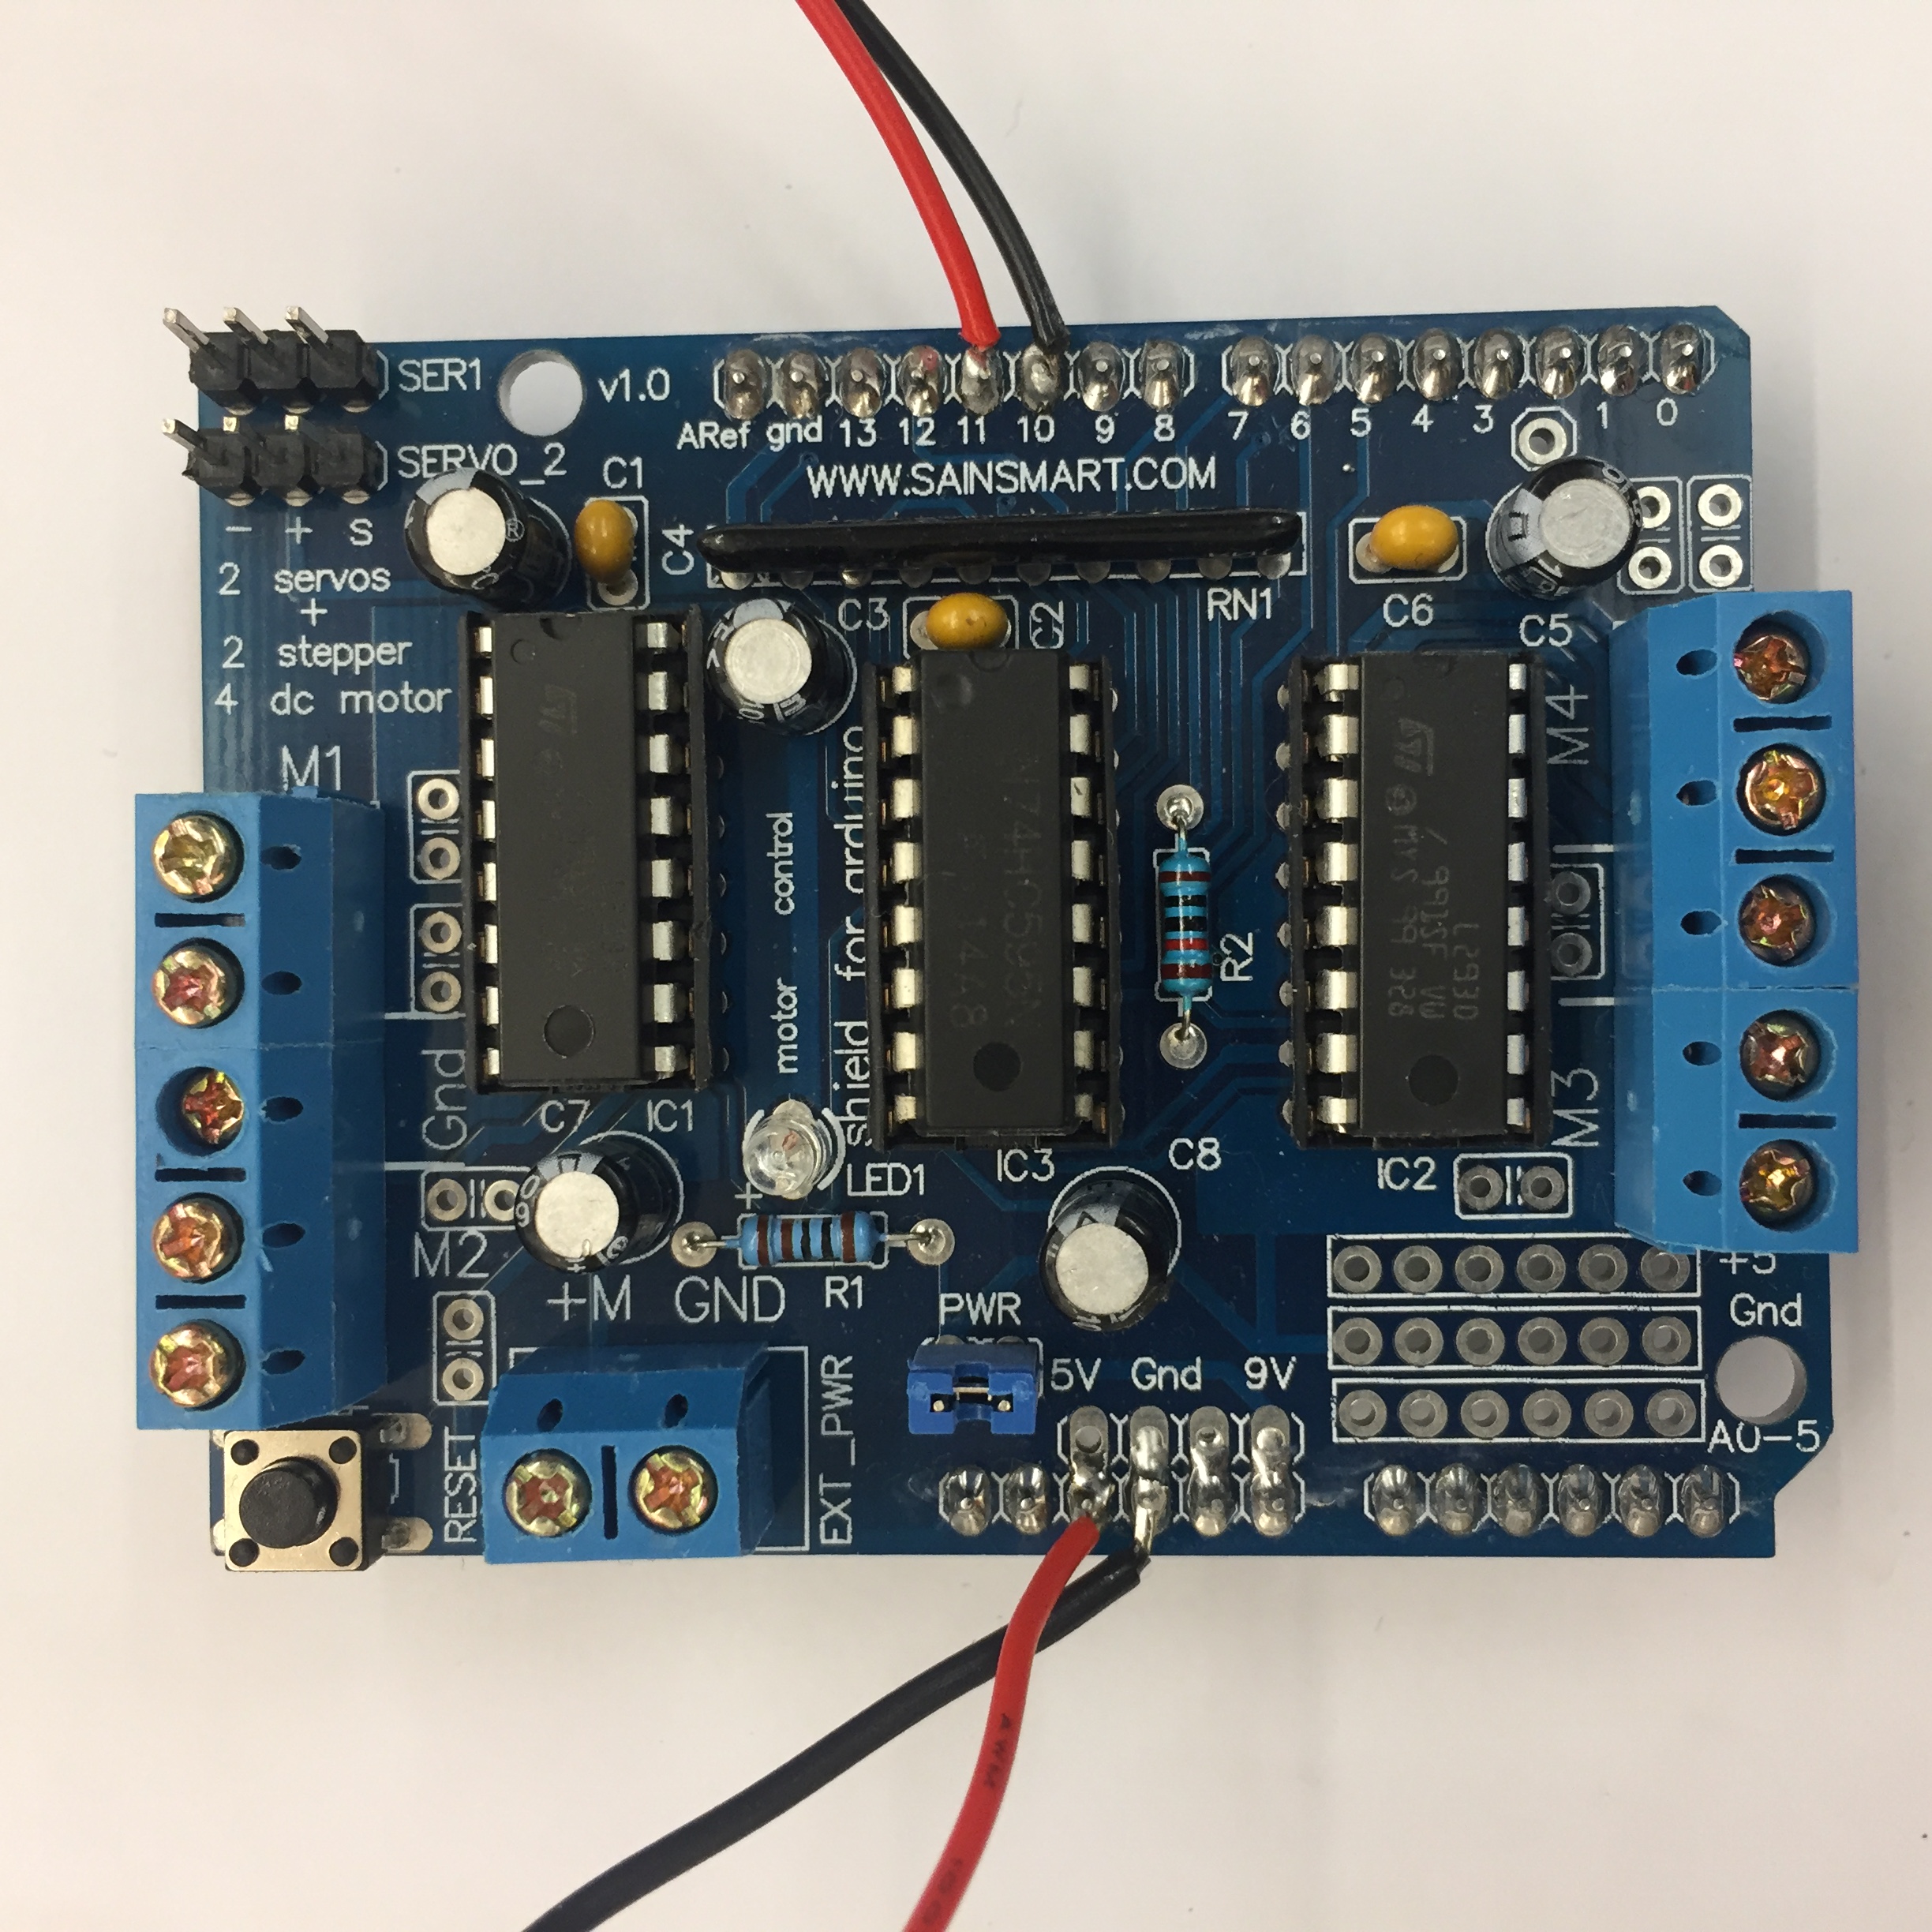 SER1
v1.0
SERVO_2
ARef gnd 13 12 11 10 9 8 7 6 5 4 3 1 0
WWW.SAINSMART.COM
- + S
C1
C4
C3
C2
RN1
C6
C5
2 servos
+
2 stepper
4 dc motor
M1
Gnd
M2
motor control
shield for arduino
R2
M4
M3
L293D
C7
IC1
LED1
+
IC3
C8
IC2
+M
GND
R1
PWR
5V Gnd 9V
+5
Gnd
A0-5
RESET
EXT_PWR
AWM